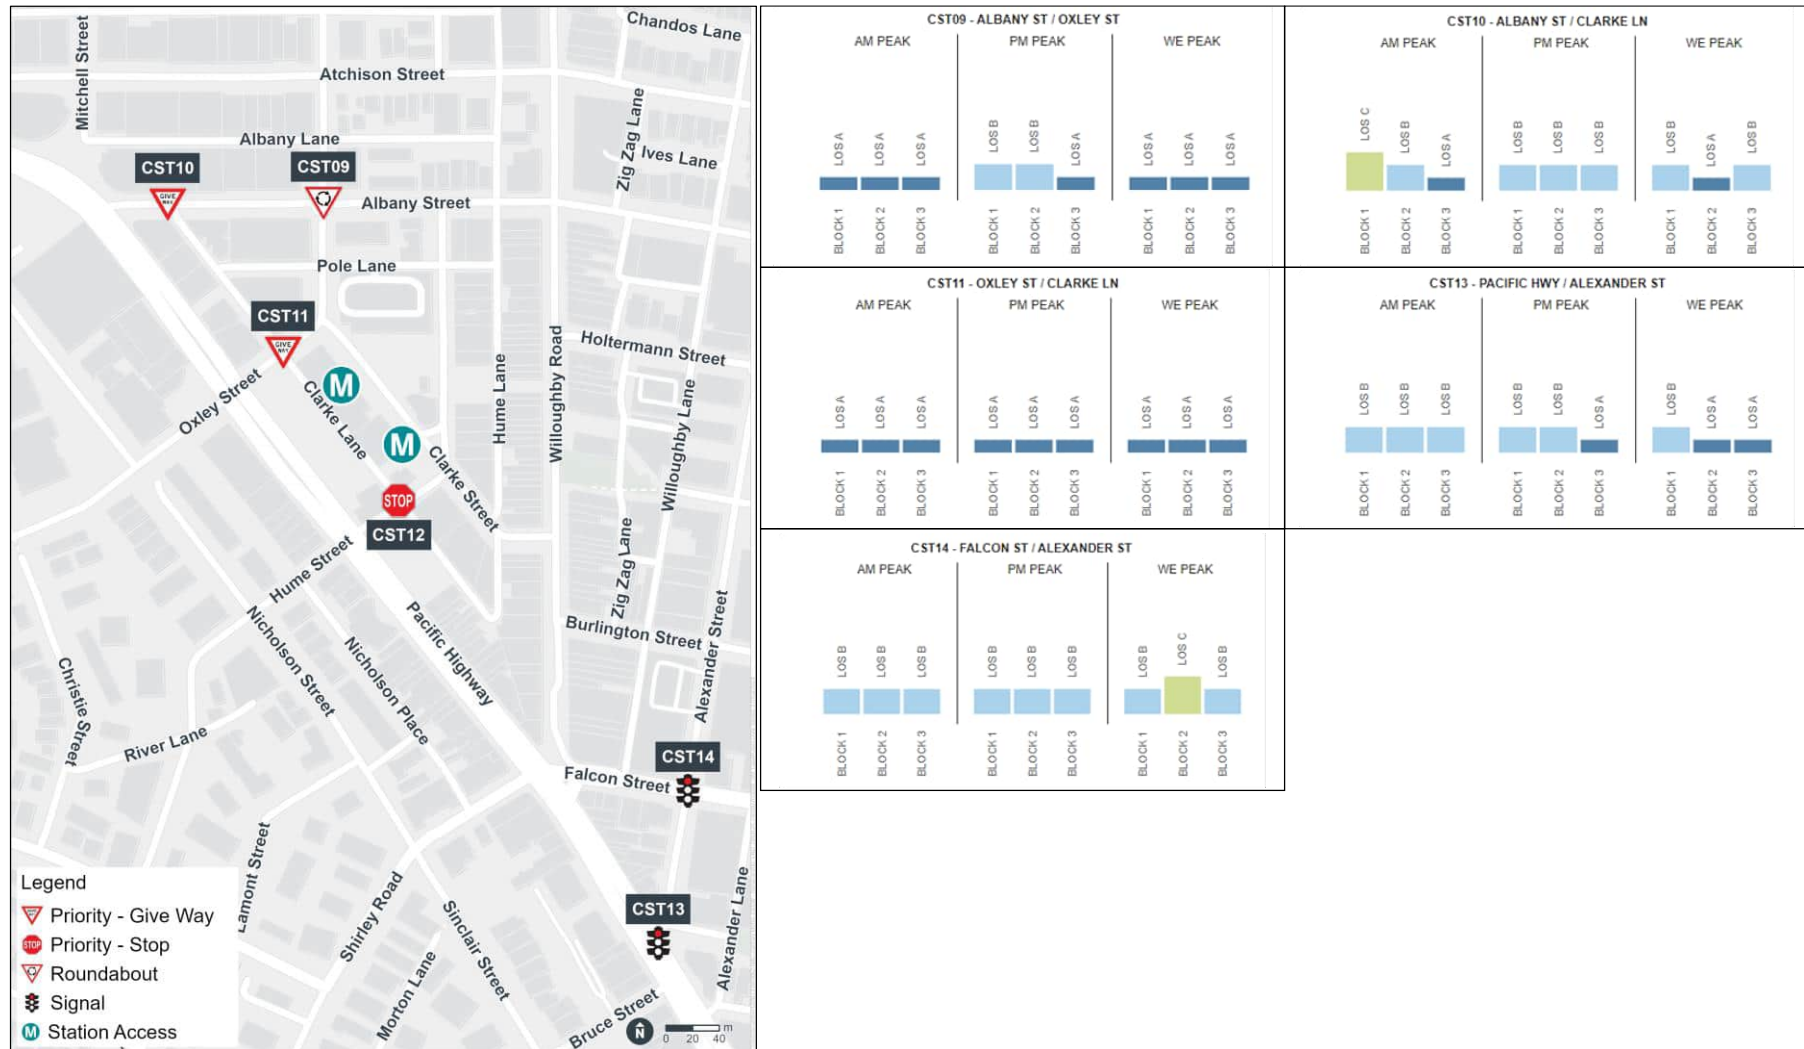 Chandos Lane
Mitchell Street
Atchison Street
Albany Lane
Zig Zag Lane
Ives Lane
CST10
CST09
GIVE WAY
Albany Street
Pole Lane
CST11
GIVE WAY
Holtermann Street
Oxley Street
Clarke Lane
M
M
Hume Lane
Willoughby Road
Willoughby Lane
Clarke Street
STOP
CST12
Hume Street
Zig Zag Lane
Nicholson Street
Pacific Highway
Burlington Street
Alexander Street
Christie Street
Nicholson Place
River Lane
CST14
Falcon Street
Lamont Street
Shirley Road
Sinclair Street
CST13
Alexander Lane
Morton Lane
Bruce Street
Legend
Priority - Give Way
STOP Priority - Stop
Roundabout
Signal
M Station Access
N
m
0 20 40
CST09 - ALBANY ST / OXLEY ST
AM PEAK PM PEAK WE PEAK
LOS A LOS A LOS A LOS B LOS B LOS A LOS A LOS A LOS A
BLOCK 1 BLOCK 2 BLOCK 3 BLOCK 1 BLOCK 2 BLOCK 3 BLOCK 1 BLOCK 2 BLOCK 3
CST10 - ALBANY ST / CLARKE LN
AM PEAK PM PEAK WE PEAK
LOS C LOS B LOS A LOS B LOS B LOS B LOS B LOS A LOS B
BLOCK 1 BLOCK 2 BLOCK 3 BLOCK 1 BLOCK 2 BLOCK 3 BLOCK 1 BLOCK 2 BLOCK 3
CST11 - OXLEY ST / CLARKE LN
AM PEAK PM PEAK WE PEAK
LOS A LOS A LOS A LOS A LOS A LOS A LOS A LOS A LOS A
BLOCK 1 BLOCK 2 BLOCK 3 BLOCK 1 BLOCK 2 BLOCK 3 BLOCK 1 BLOCK 2 BLOCK 3
CST13 - PACIFIC HWY / ALEXANDER ST
AM PEAK PM PEAK WE PEAK
LOS B LOS B LOS B LOS B LOS B LOS A LOS B LOS A LOS A
BLOCK 1 BLOCK 2 BLOCK 3 BLOCK 1 BLOCK 2 BLOCK 3 BLOCK 1 BLOCK 2 BLOCK 3
CST14 - FALCON ST / ALEXANDER ST
AM PEAK PM PEAK WE PEAK
LOS B LOS B LOS B LOS B LOS B LOS B LOS B LOS C LOS B
BLOCK 1 BLOCK 2 BLOCK 3 BLOCK 1 BLOCK 2 BLOCK 3 BLOCK 1 BLOCK 2 BLOCK 3